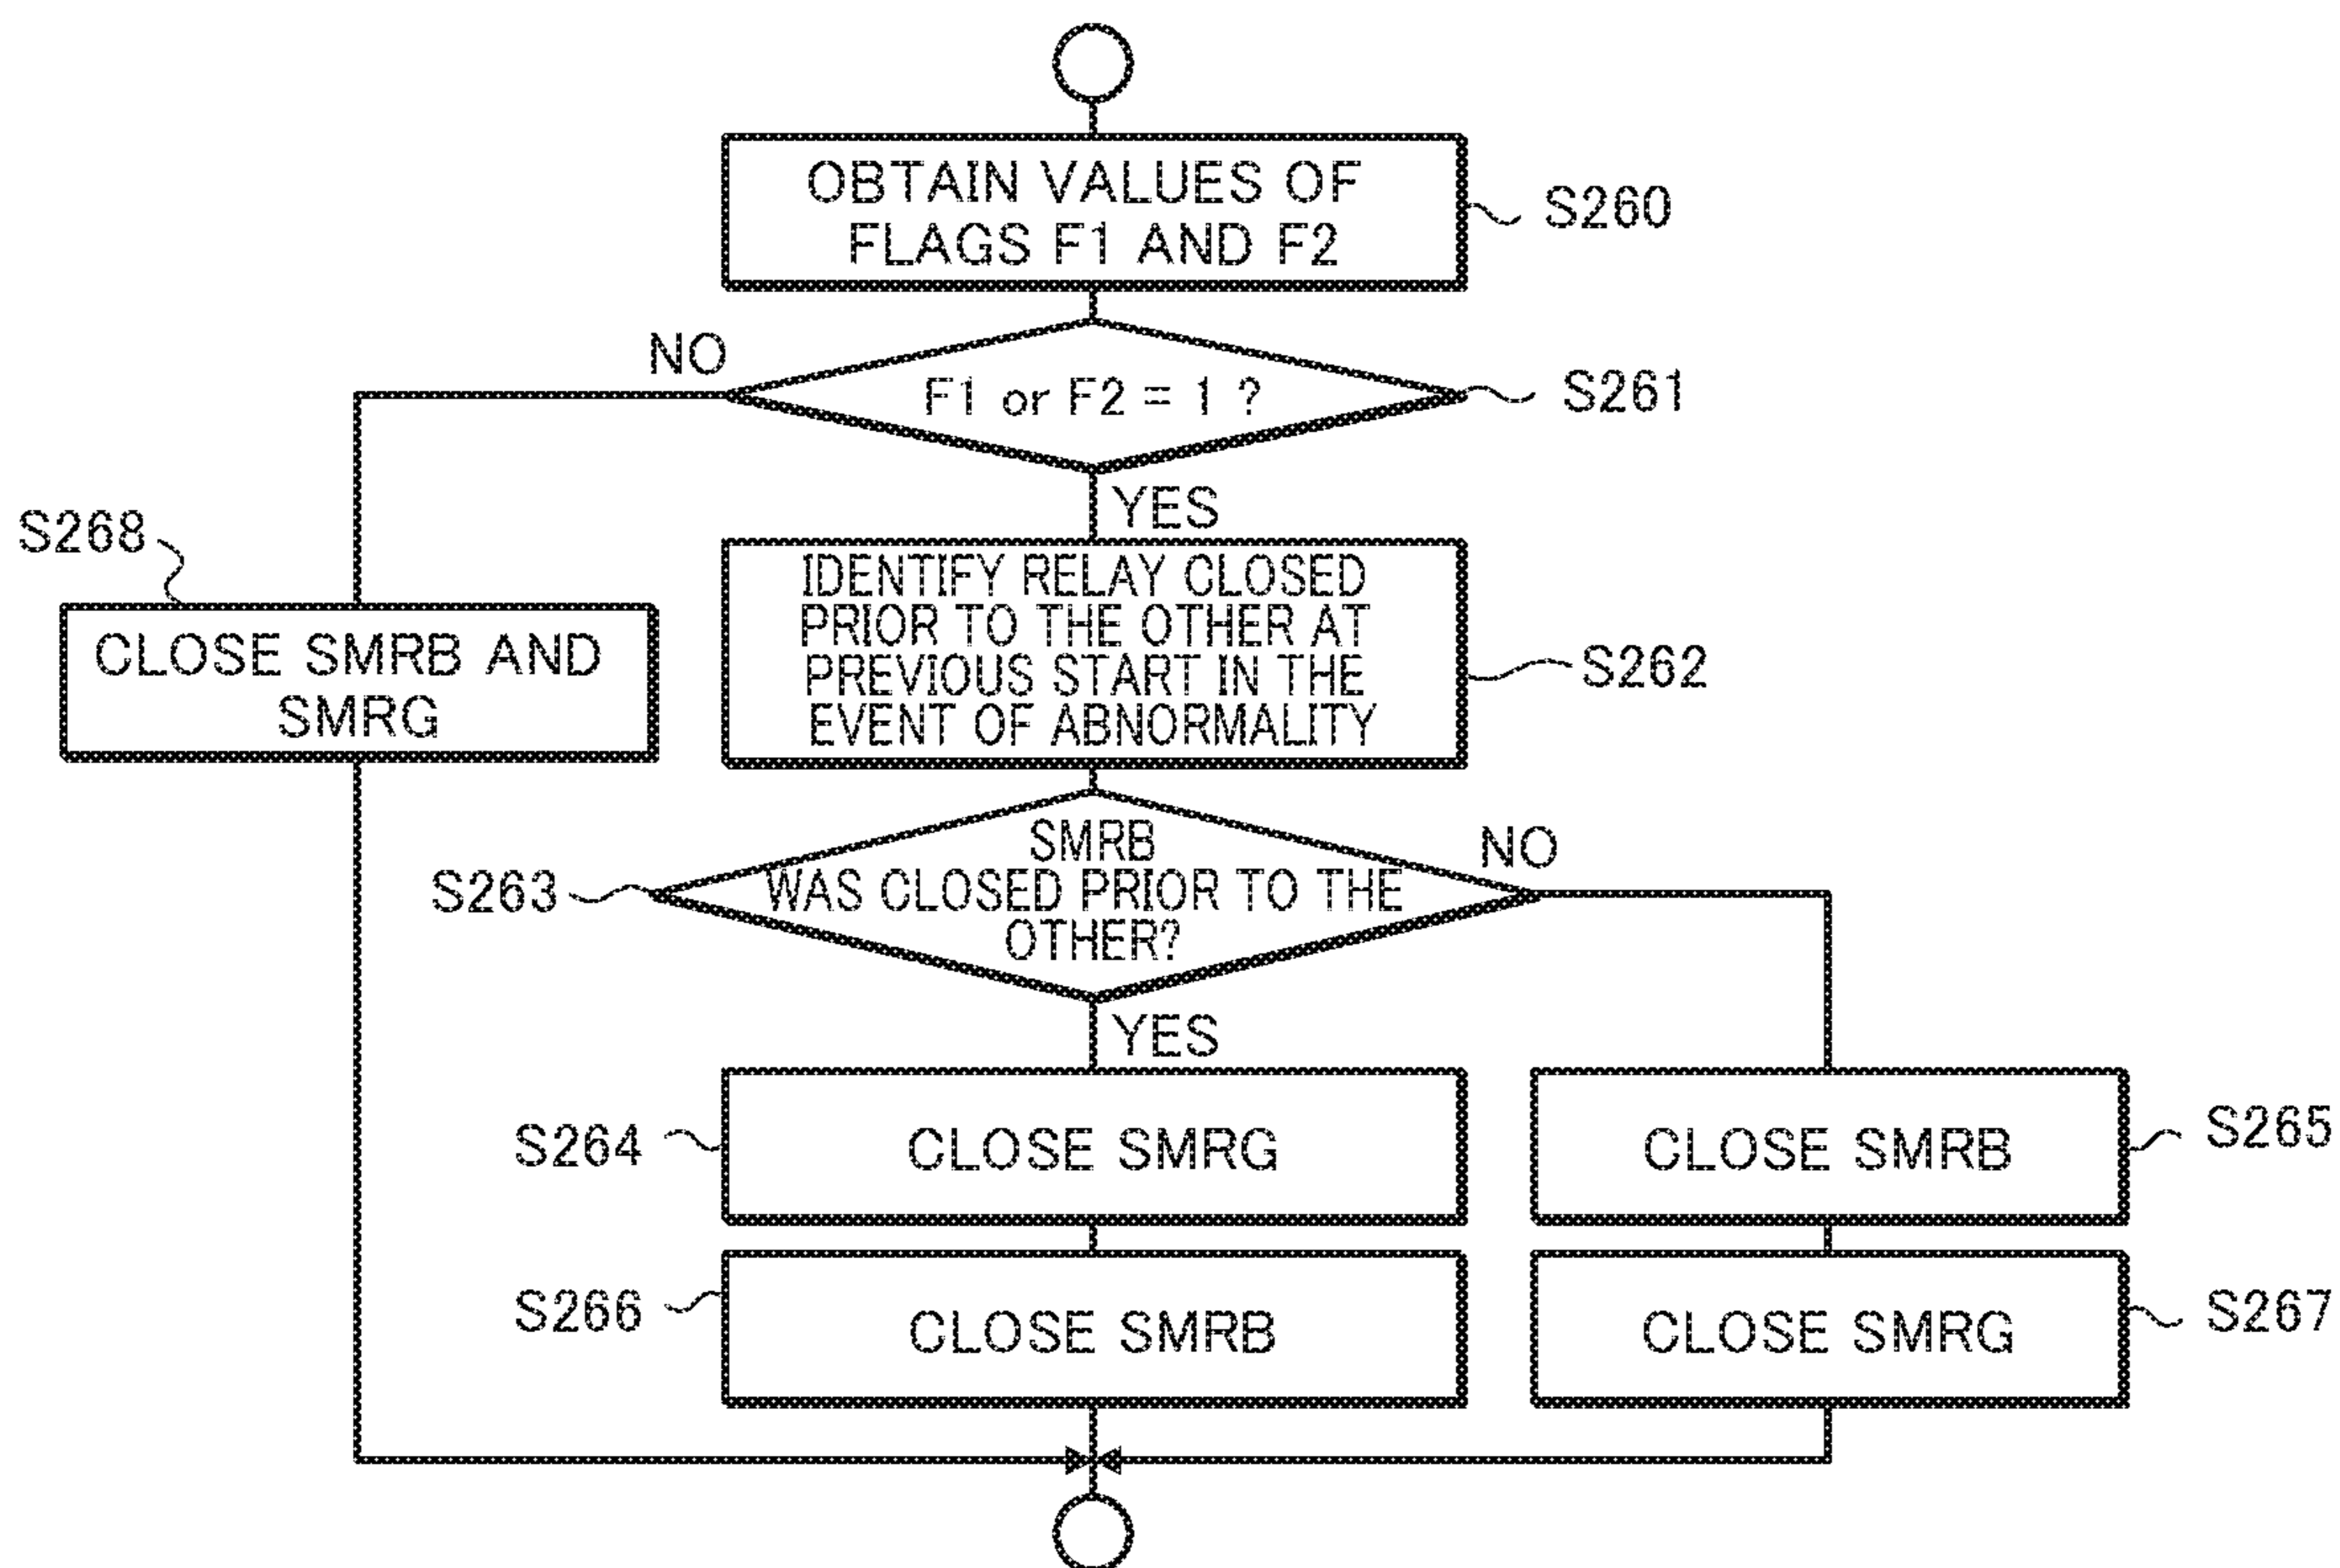 OBTAIN VALUES OF
FLAGS F1 AND F2
S260
NO
F1 or F2 = 1 ?
S261
YES
S268
CLOSE SMRB AND
SMRG
IDENTIFY RELAY CLOSED
PRIOR TO THE OTHER AT
PREVIOUS START IN THE
EVENT OF ABNORMALITY
S262
S263
SMRB
WAS CLOSED PRIOR TO THE
OTHER?
NO
YES
S264
CLOSE SMRG
CLOSE SMRB
S265
S266
CLOSE SMRB
CLOSE SMRG
S267